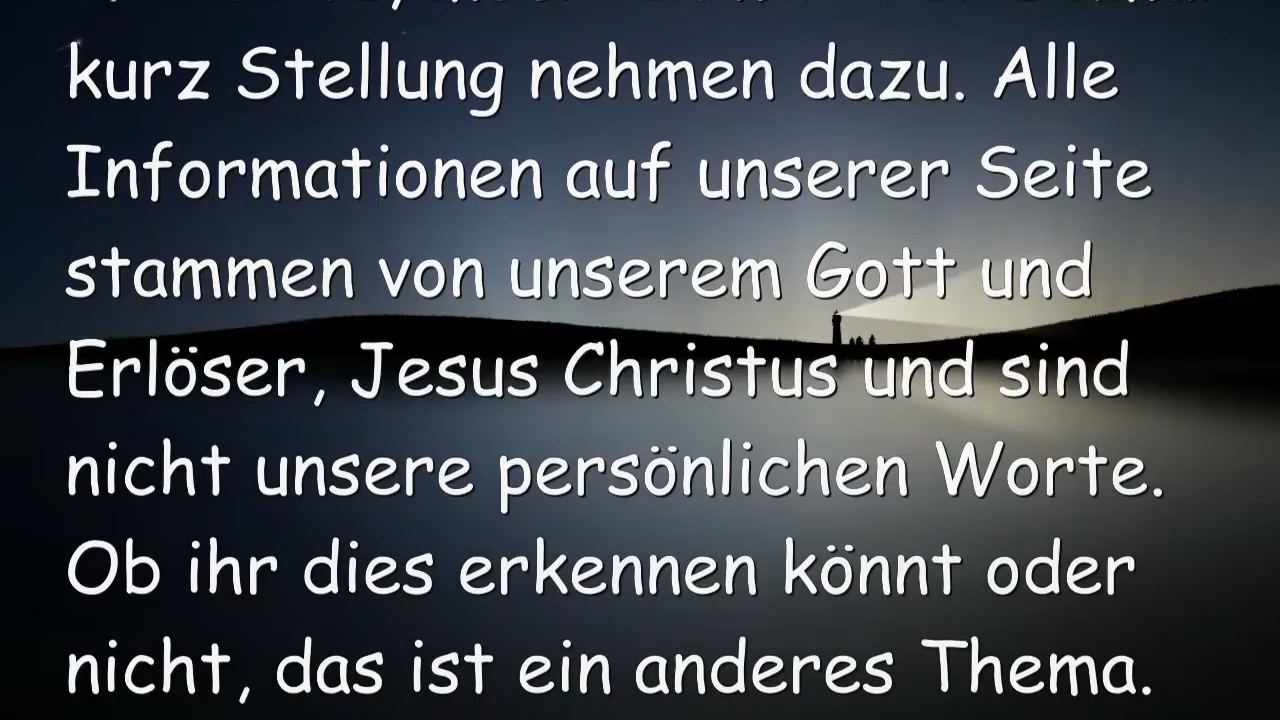 kurz Stellung nehmen dazu. Alle
Informationen auf unserer Seite
stammen von unserem Gott und
Erlöser, Jesus Christus und sind
nicht unsere persönlichen Worte.
Ob ihr dies erkennen könnt oder
nicht, das ist ein anderes Thema.